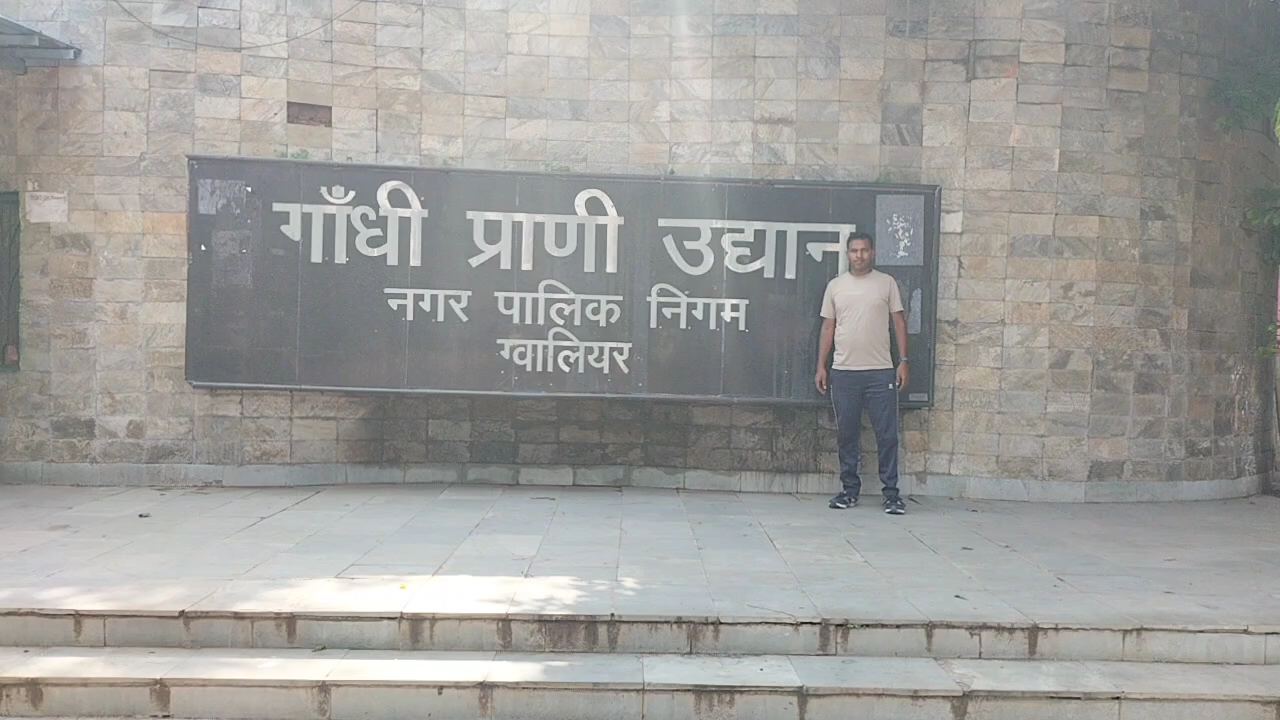 गाँधी प्राणी उद्यान
नगर पालिक निगम
ग्वालियर